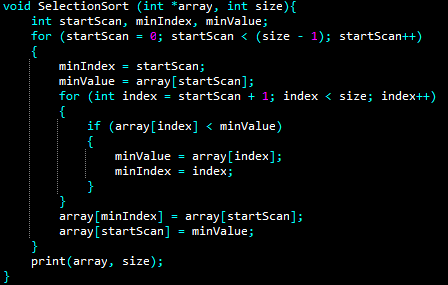 void SelectionSort (int *array, int size){
    int startScan, minIndex, minValue;
    for (startScan = 0; startScan < (size - 1); startScan++)
    {
        minIndex = startScan;
        minValue = array[startScan];
        for (int index = startScan + 1; index < size; index++)
        {
            if (array[index] < minValue)
            {
                minValue = array[index];
                minIndex = index;
            }
        }
        array[minIndex] = array[startScan];
        array[startScan] = minValue;
    }
    print(array, size);
}